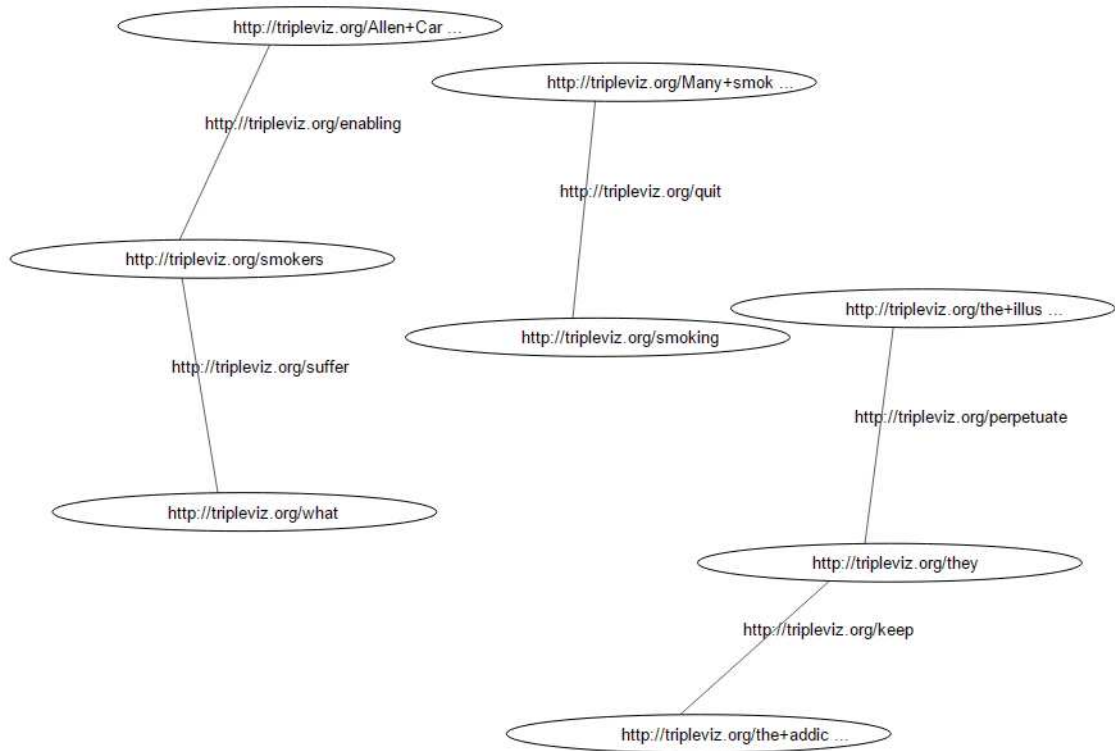 http://tripleviz.org/Allen+Car ...
http://tripleviz.org/Many+smok ...
http://tripleviz.org/enabling
http://tripleviz.org/quit
http://tripleviz.org/smokers
http://tripleviz.org/the+illus ...
http://tripleviz.org/smoking
http://tripleviz.org/suffer
http://tripleviz.org/perpetuate
http://tripleviz.org/what
http://tripleviz.org/they
http://tripleviz.org/keep
http://tripleviz.org/the+addic ...